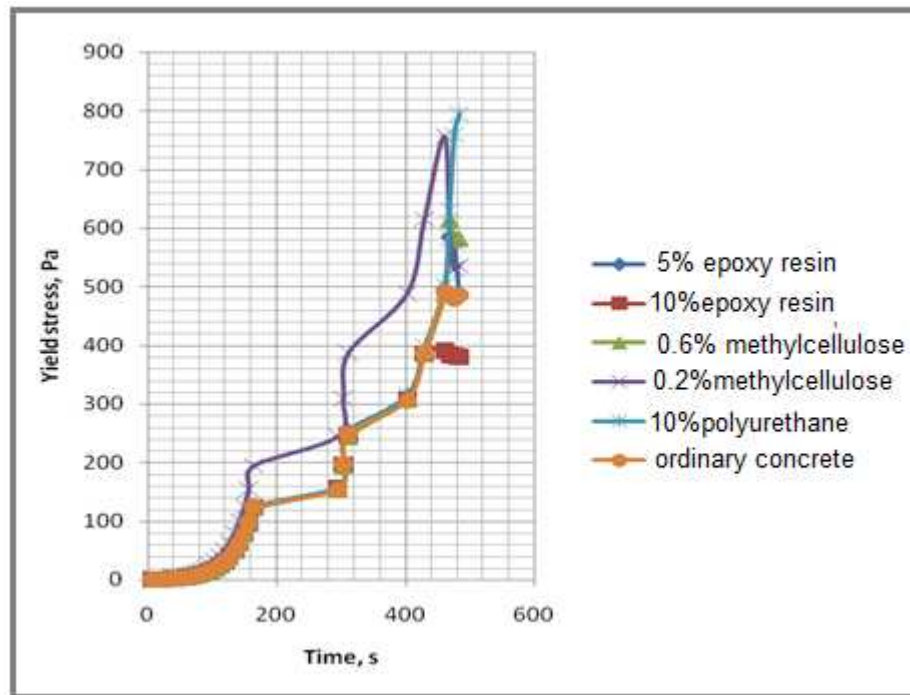 900
800
700
600
500
400
300
200
100
0
Yield stress, Pa
0 200 400 600
Time, s
5% epoxy resin
10%epoxy resin
0.6% methylcellulose
0.2%methylcellulose
10%polyurethane
ordinary concrete